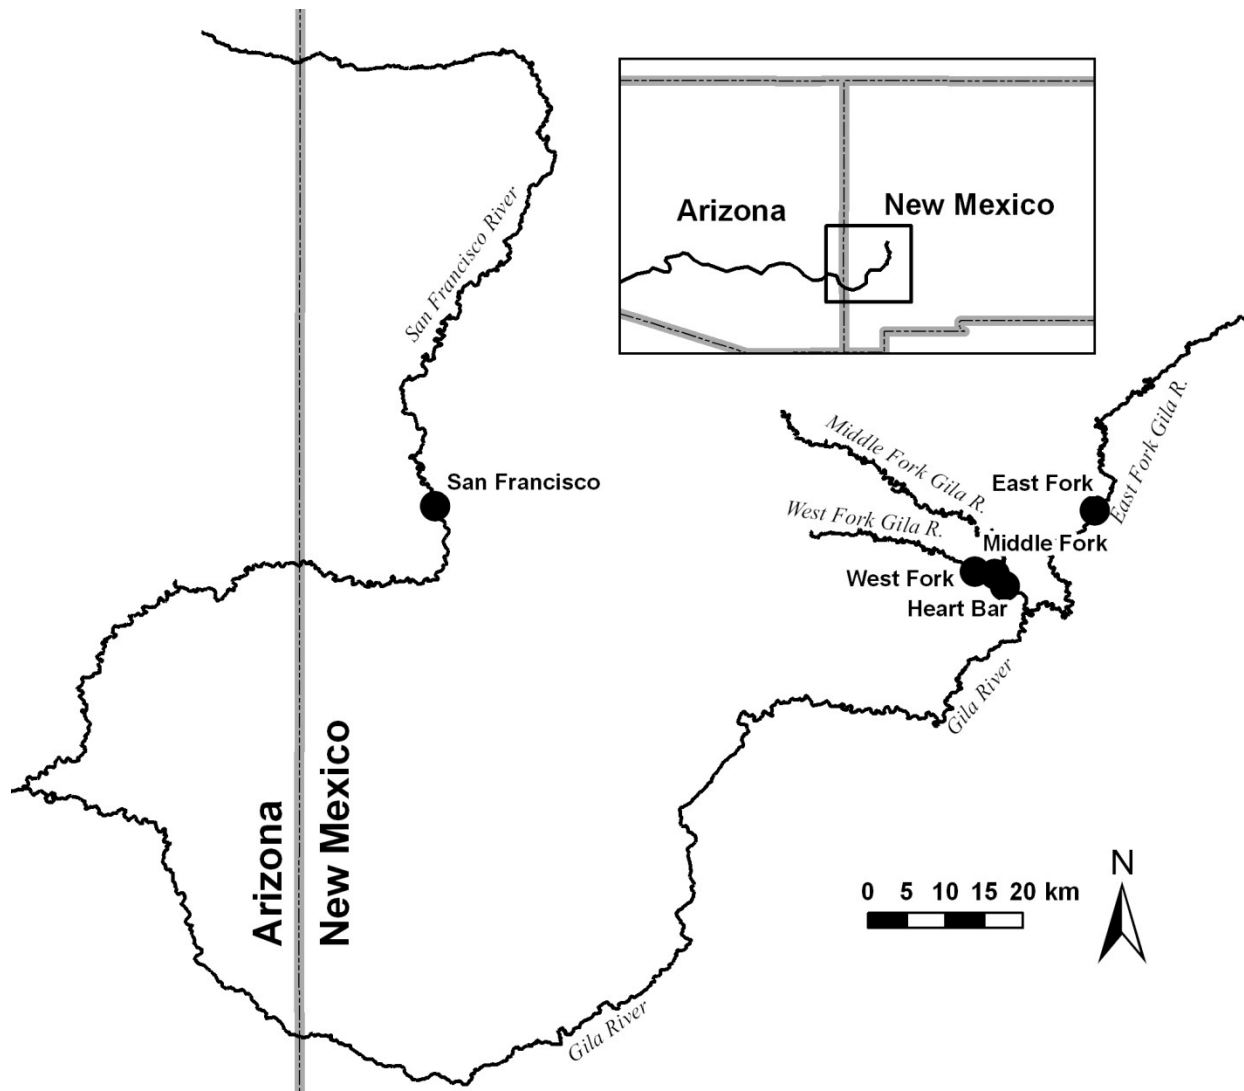 Arizona
New Mexico
San Francisco River
San Francisco
Middle Fork Gila R.
West Fork Gila R.
East Fork Gila R.
East Fork
Middle Fork
West Fork
Heart Bar
Gila River
Arizona
New Mexico
N
0 5 10 15 20 km
Gila River